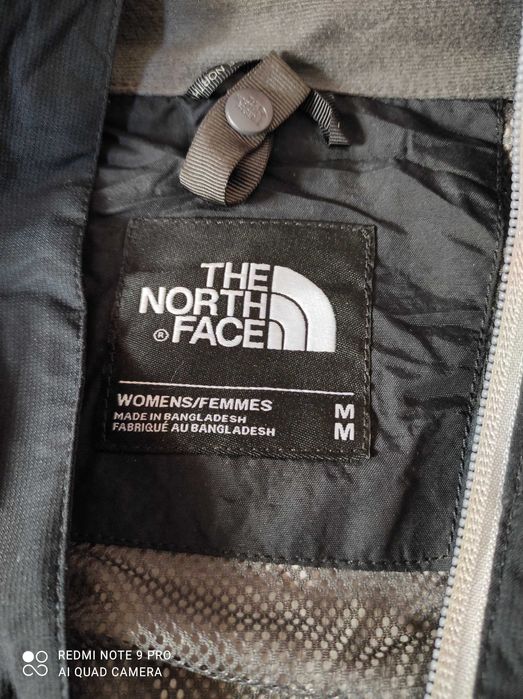 THE
NORTH
FACE
®
WOMENS/FEMMES M
MADE IN BANGLADESH
FABRIQUÉ AU BANGLADESH M
REDMI NOTE 9 PRO
AI QUAD CAMERA